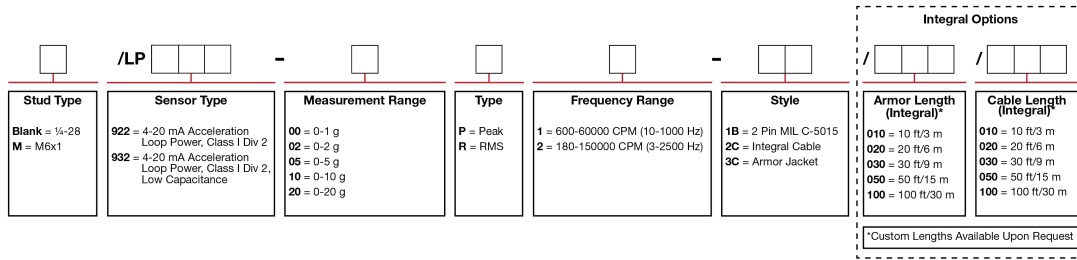 Integral Options
/LP
-
-
/
/
Stud Type
Blank = ¼-28
M = M6x1
Sensor Type
922 = 4-20 mA Acceleration
Loop Power, Class I Div 2
932 = 4-20 mA Acceleration
Loop Power, Class I Div 2,
Low Capacitance
Measurement Range
00 = 0-1 g
02 = 0-2 g
05 = 0-5 g
10 = 0-10 g
20 = 0-20 g
Type
P = Peak
R = RMS
Frequency Range
1 = 600-60000 CPM (10-1000 Hz)
2 = 180-150000 CPM (3-2500 Hz)
Style
1B = 2 Pin MIL C-5015
2C = Integral Cable
3C = Armor Jacket
Armor Length
(Integral)*
010 = 10 ft/3 m
020 = 20 ft/6 m
030 = 30 ft/9 m
050 = 50 ft/15 m
100 = 100 ft/30 m
Cable Length
(Integral)*
010 = 10 ft/3 m
020 = 20 ft/6 m
030 = 30 ft/9 m
050 = 50 ft/15 m
100 = 100 ft/30 m
*Custom Lengths Available Upon Request